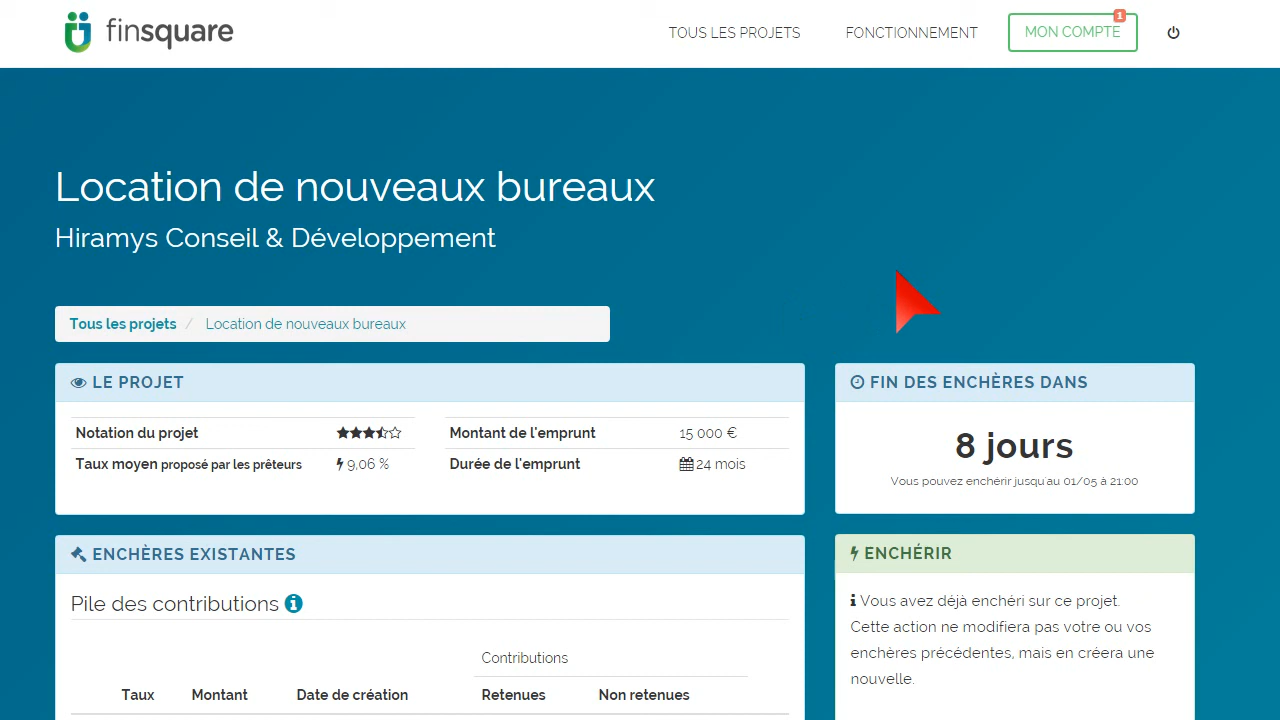 finsquare
TOUS LES PROJETS
FONCTIONNEMENT
MON COMPTE
1
Location de nouveaux bureaux
Hiramys Conseil & Développement
Tous les projets / Location de nouveaux bureaux
LE PROJET
Notation du projet
Montant de l'emprunt 15 000 €
Taux moyen proposé par les prêteurs 9,06 %
Durée de l'emprunt 24 mois
FIN DES ENCHÈRES DANS
8 jours
Vous pouvez enchérir jusqu'au 01/05 à 21:00
ENCHÈRES EXISTANTES
Pile des contributions
Contributions
Taux Montant Date de création Retenues Non retenues
ENCHÉRIR
Vous avez déjà enchéri sur ce projet.
Cette action ne modifiera pas votre ou vos
enchères précédentes, mais en créera une
nouvelle.